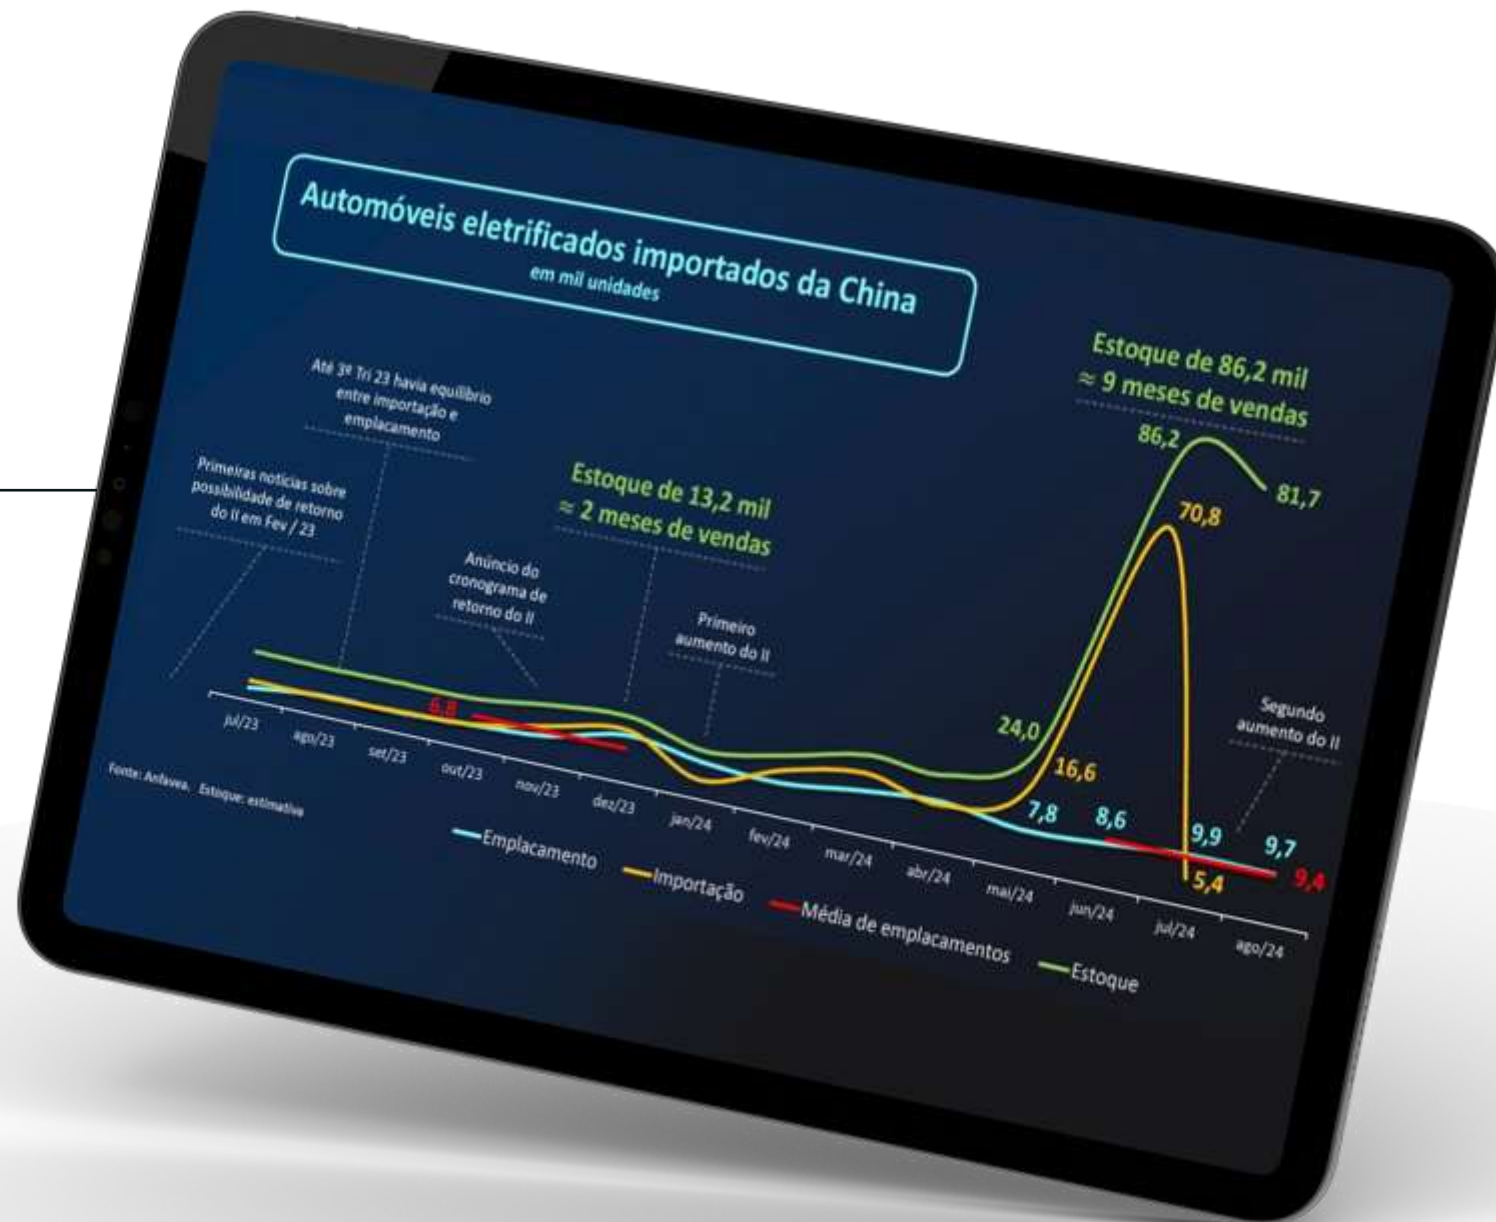 Automóveis eletrificados importados da China
em mil unidades
Estoque de 86,2 mil
≈ 9 meses de vendas
Até 3º Tri 23 havia equilíbrio
entre importação e
emplacamento
Primeiras notícias sobre
possibilidade de retorno
do II em Fev / 23
Estoque de 13,2 mil
≈ 2 meses de vendas
Anúncio do
cronograma de
retorno do II
Primeiro
aumento do II
Segundo
aumento do II
86,2
81,7
70,8
24,0
16,6
6,8
7,8
8,6
9,9
9,7
5,4
9,4
jul/23
ago/23
set/23
out/23
nov/23
dez/23
jan/24
fev/24
mar/24
abr/24
mai/24
jun/24
jul/24
ago/24
Fonte: Anfavea. Estoque: estimativa
Emplacamento
Importação
Média de emplacamentos
Estoque